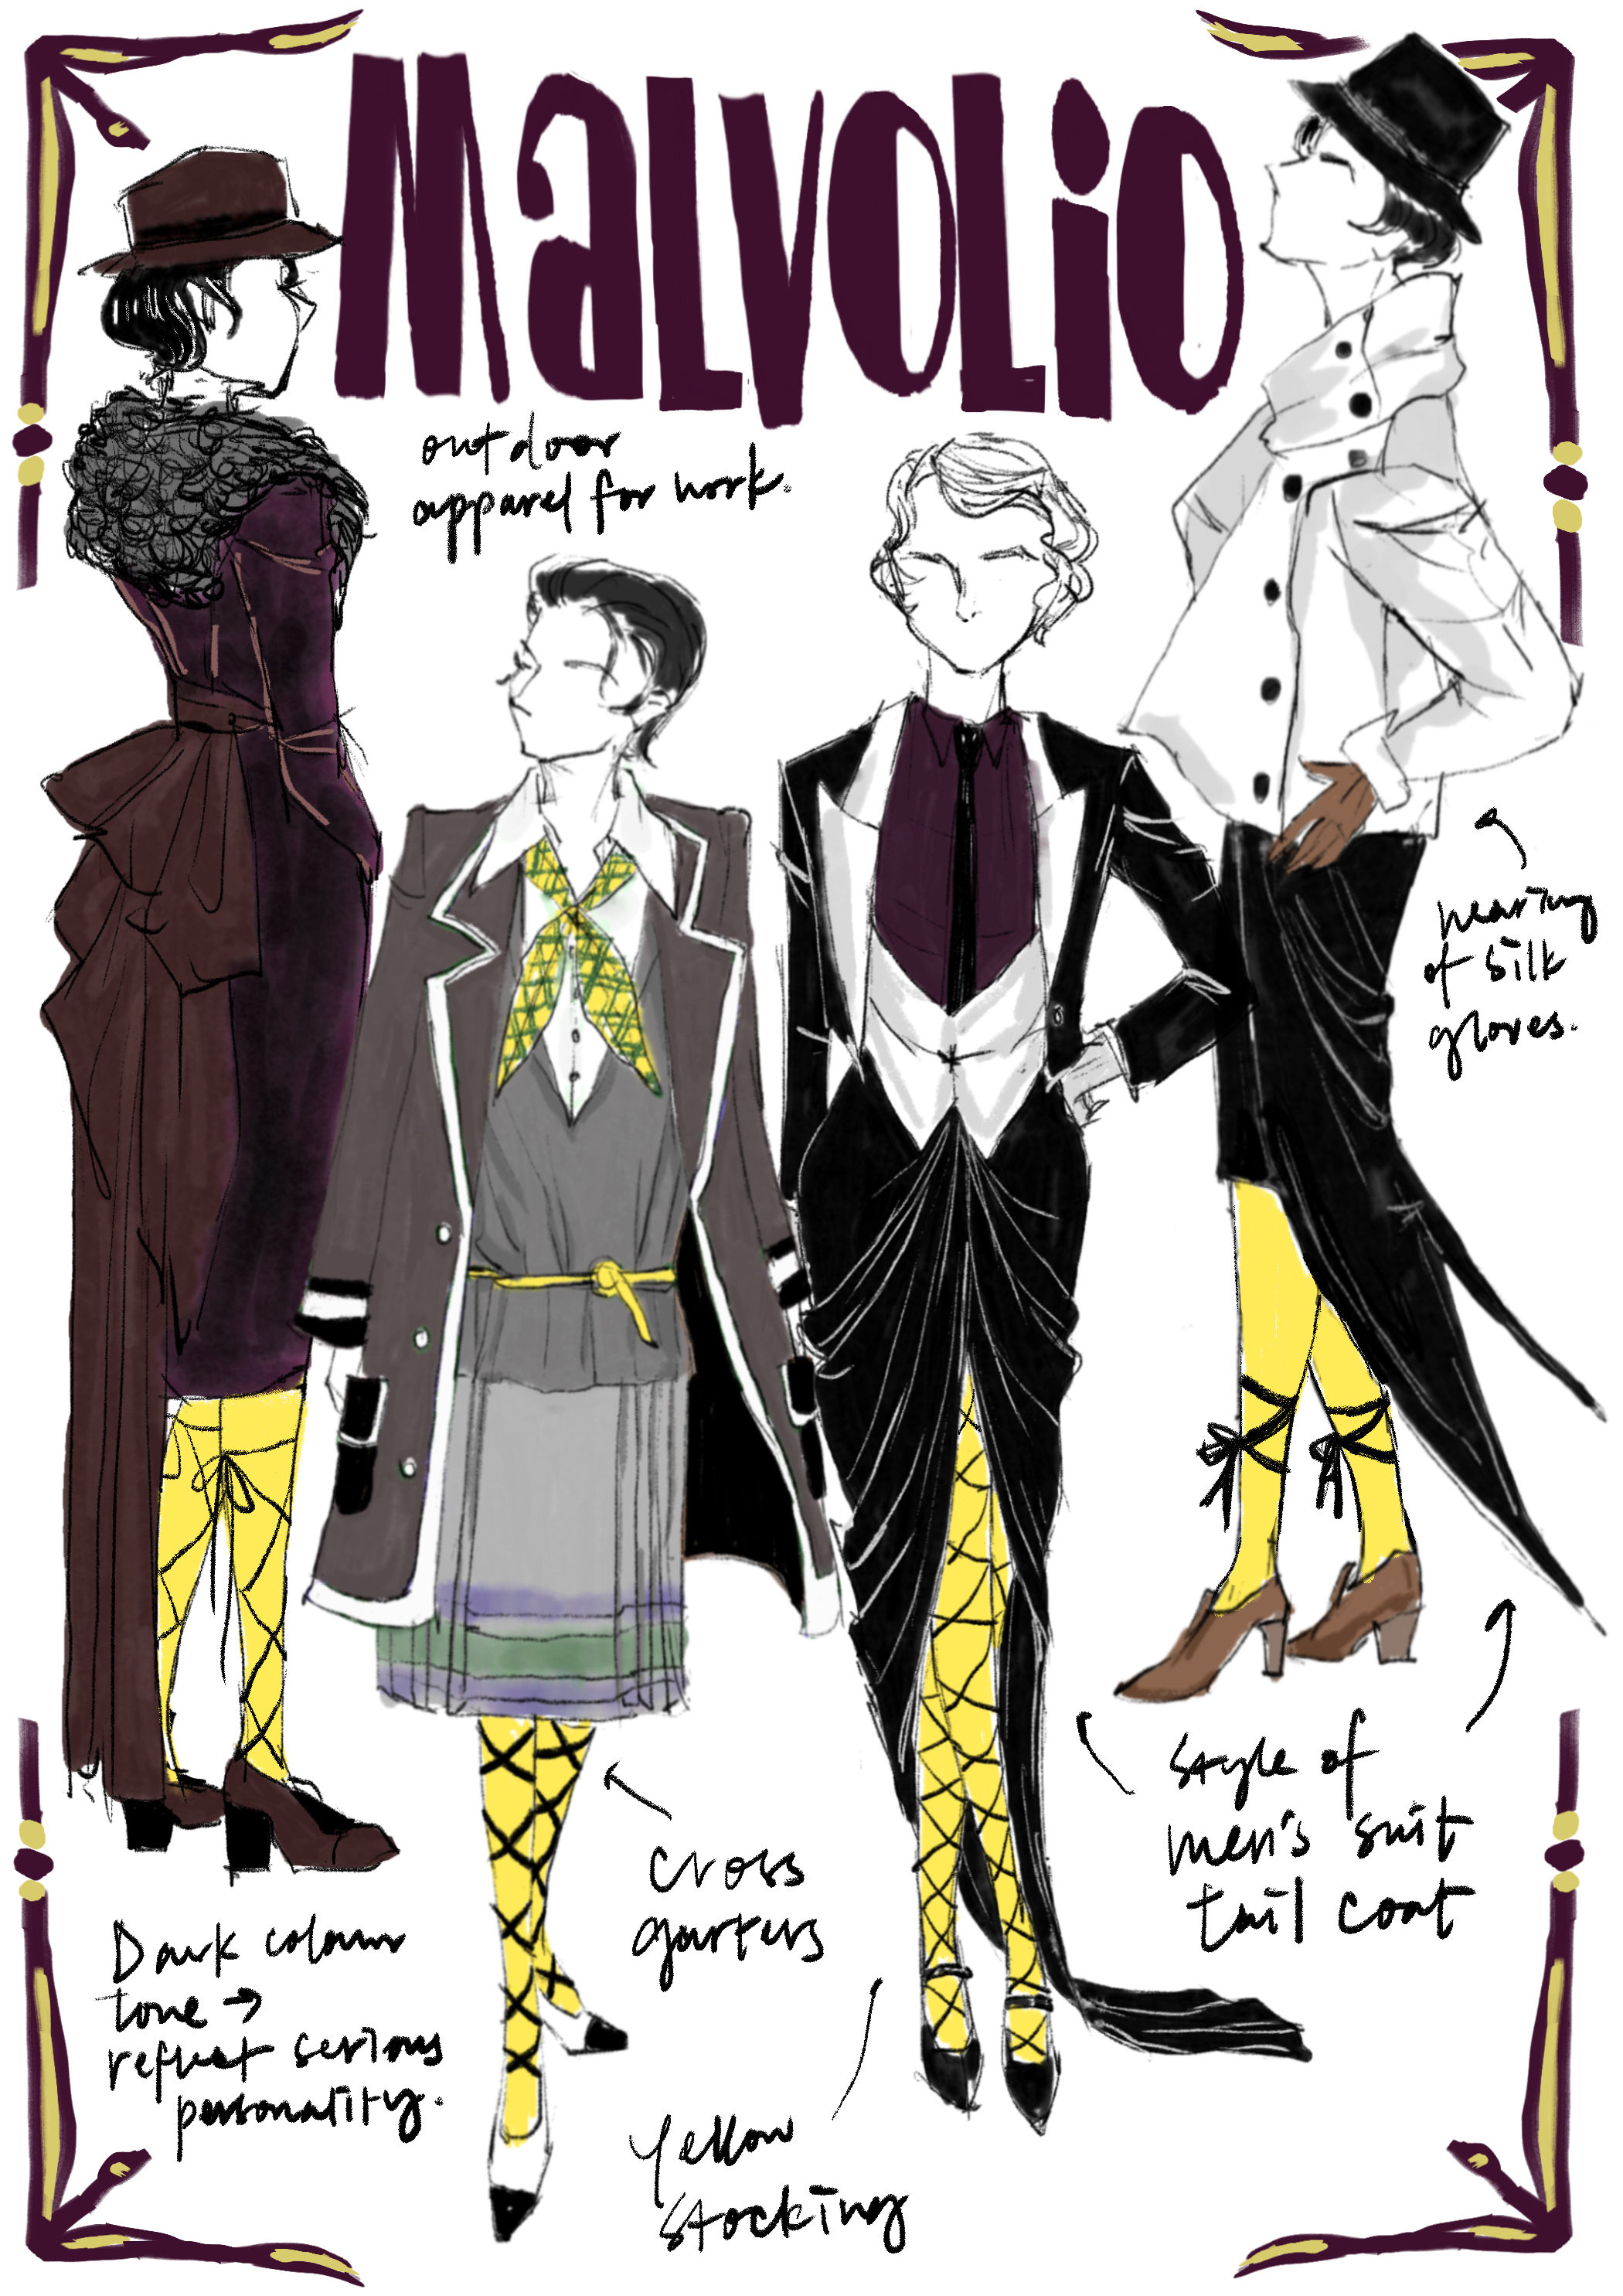 Malvolio
outdoor
apparel for work.
wearing
of silk
gloves.
style of
men's suit
tail coat
cross
garters
Dark colour
tone →
reflect serious
personality.
Yellow
stocking